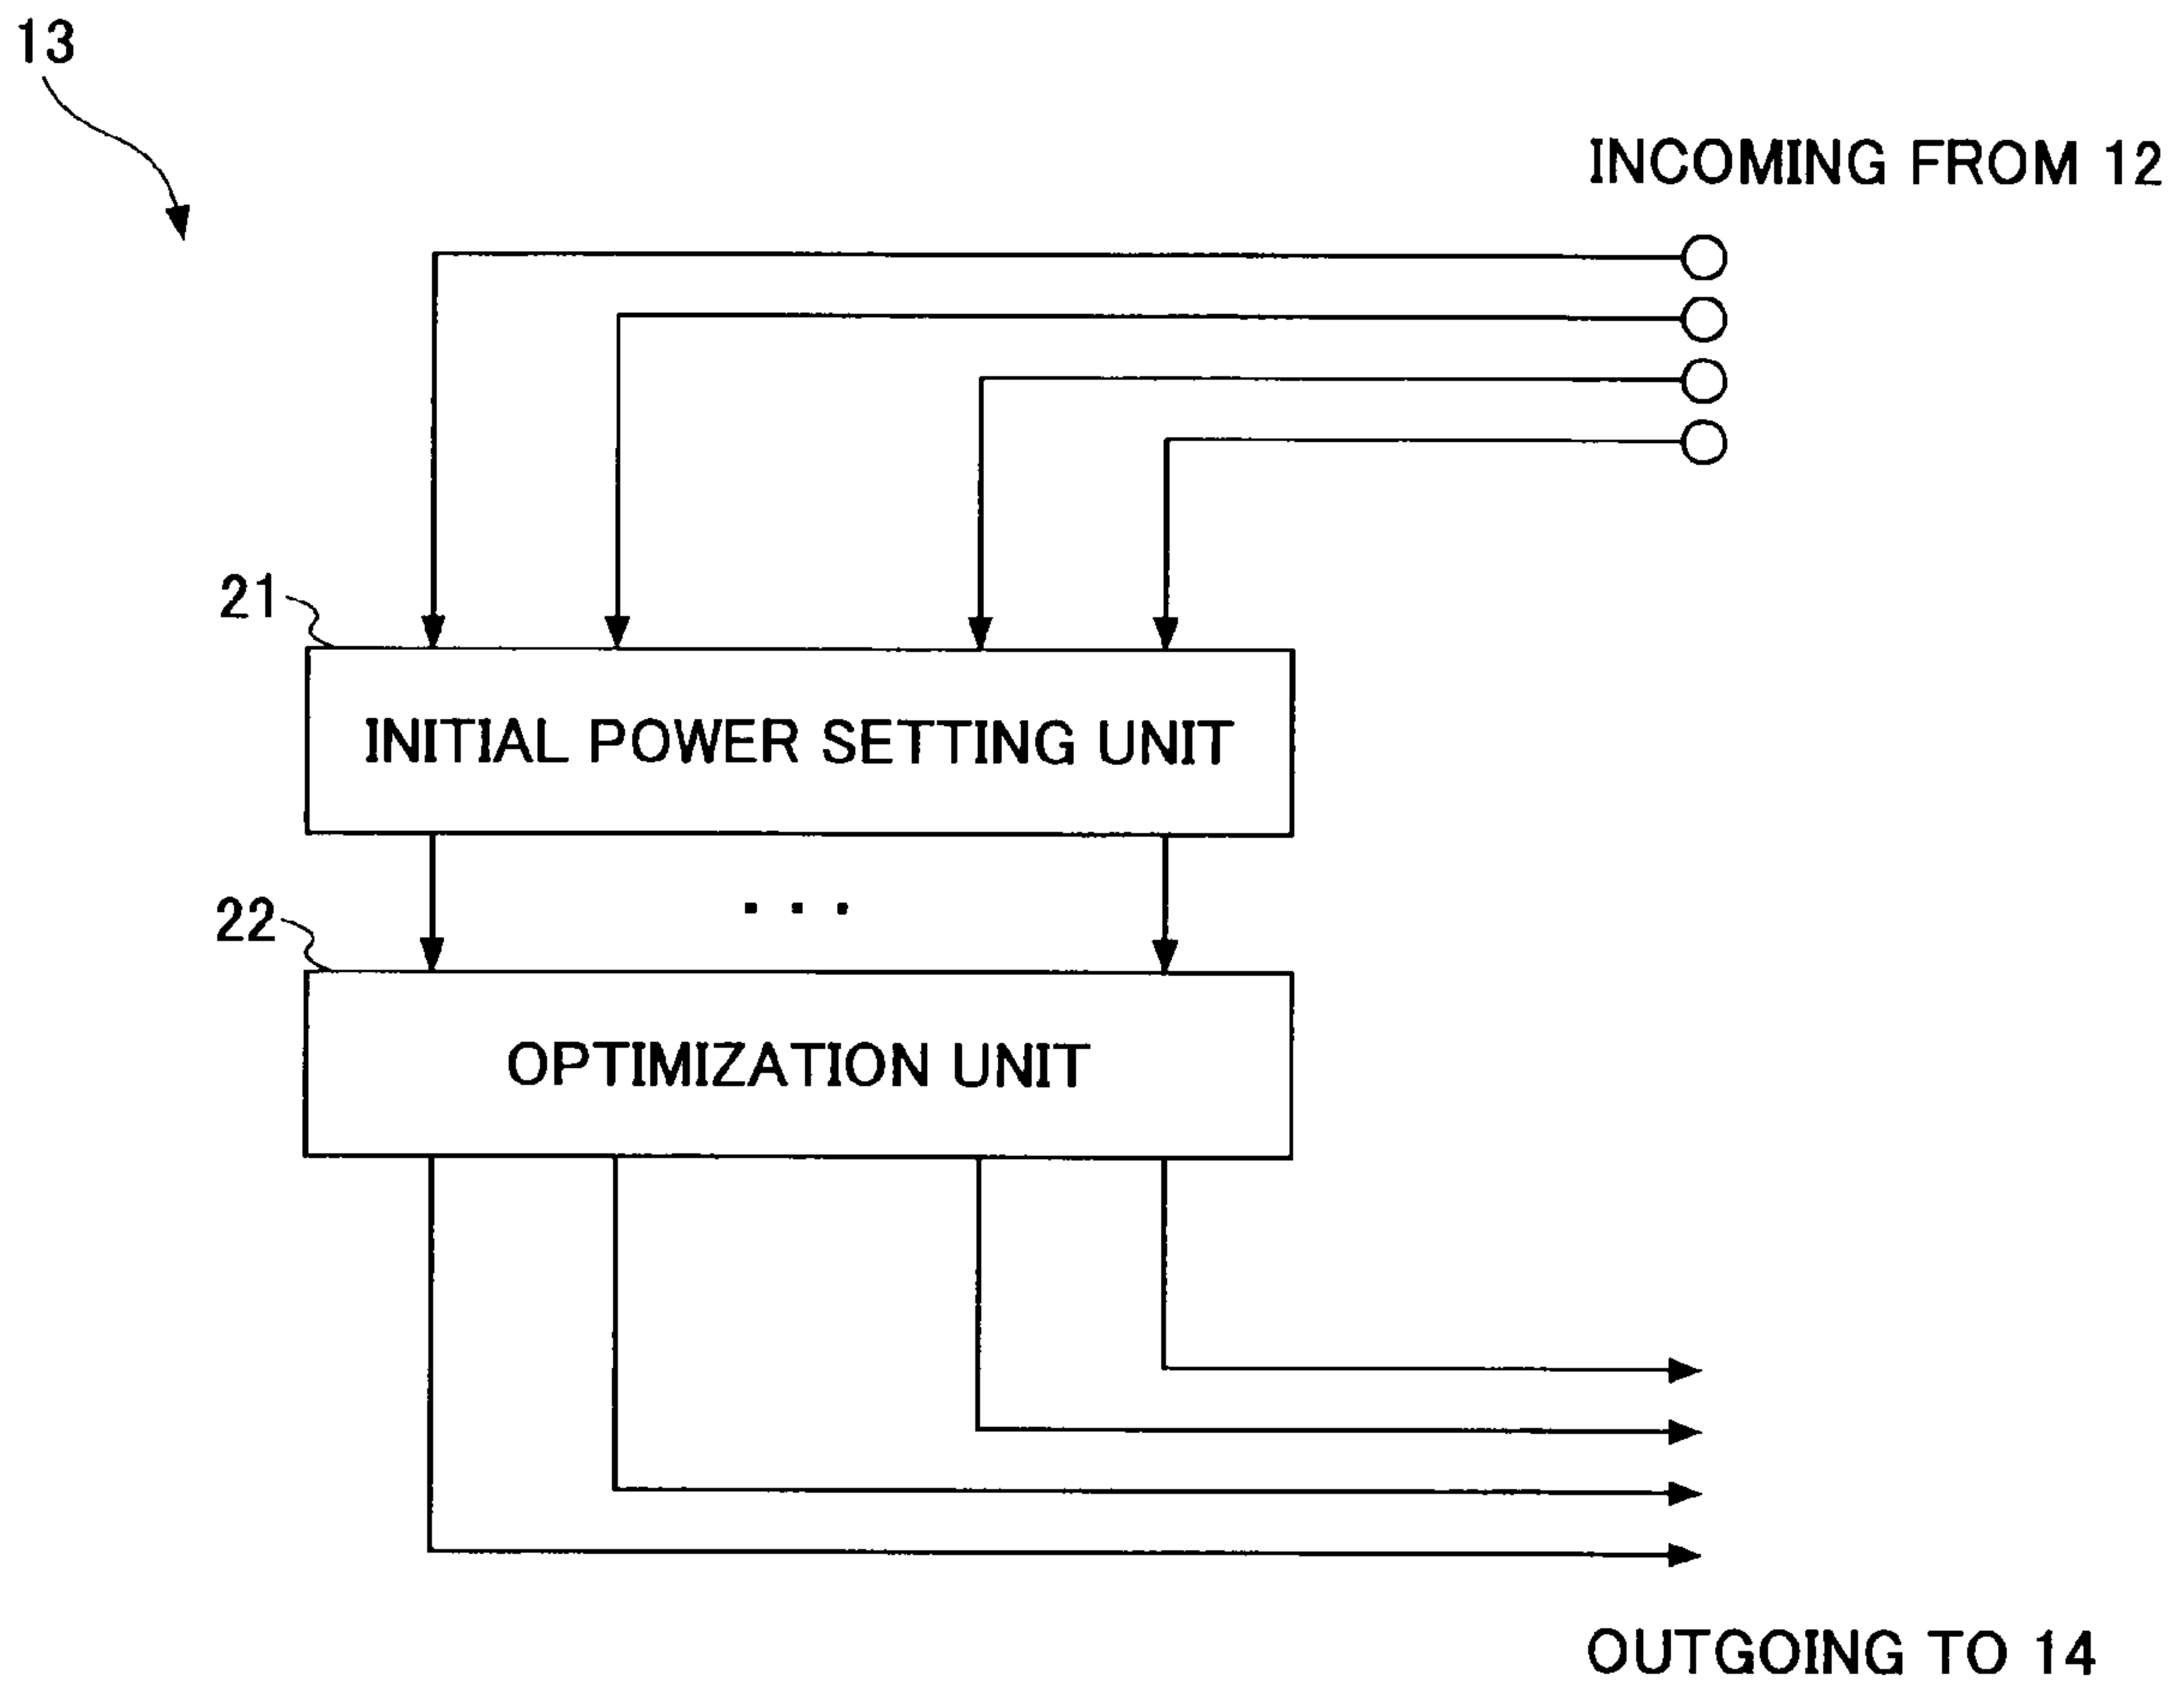 13
INCOMING FROM 12
21
INITIAL POWER SETTING UNIT
. . .
22
OPTIMIZATION UNIT
OUTGOING TO 14